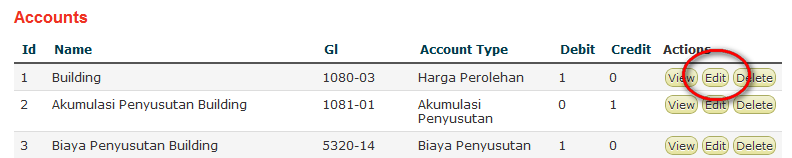 Accounts
Id Name Gl Account Type Debit Credit Actions
1 Building 1080-03 Harga Perolehan 1 0 View Edit Delete
2 Akumulasi Penyusutan Building 1081-01 Akumulasi Penyusutan 0 1 View Edit Delete
3 Biaya Penyusutan Building 5320-14 Biaya Penyusutan 1 0 View Edit Delete